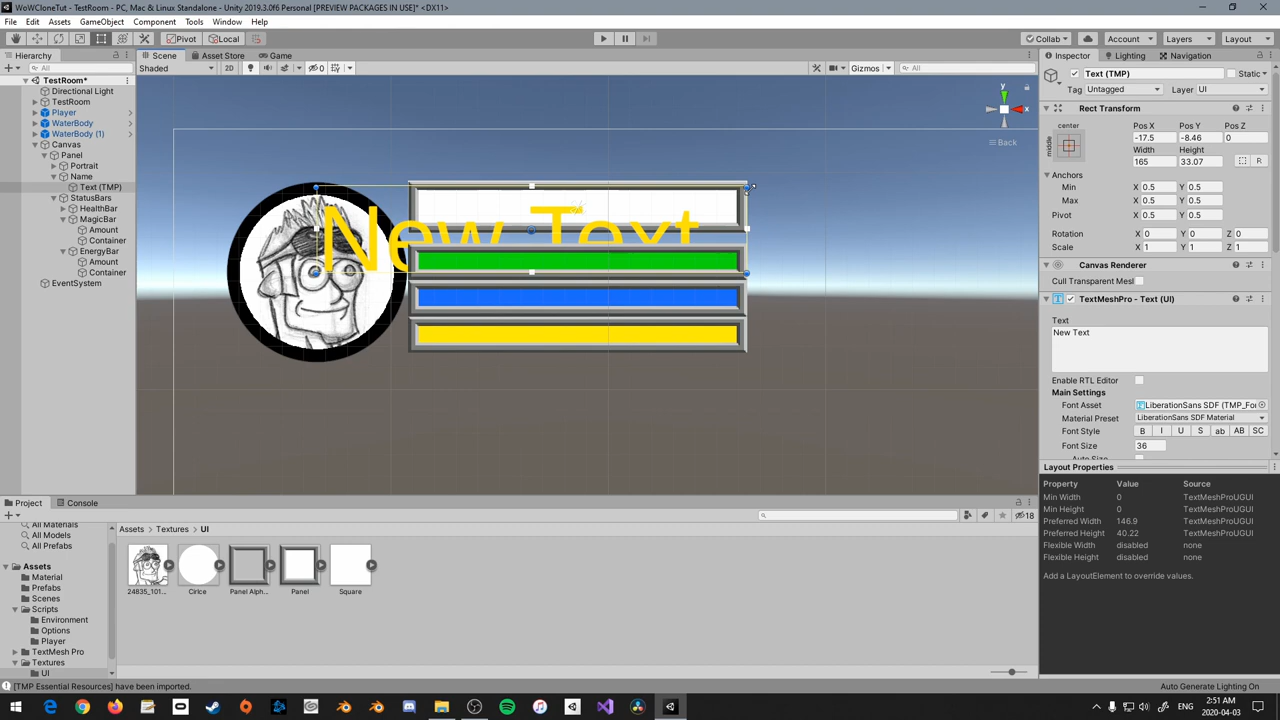 WoWCloneTut - TestRoom - PC, Mac & Linux Standalone - Unity 2019.3.0f6 Personal [PREVIEW PACKAGES IN USE]* <DX11>
File Edit Assets GameObject Component Tools Window Help
Pivot Local Collab Account Layers Layout
Hierarchy
All
TestRoom*
Directional Light
TestRoom
Player
WaterBody
WaterBody (1)
Canvas
Panel
Portrait
Name
Text (TMP)
StatusBars
HealthBar
MagicBar
Amount
Container
EnergyBar
Amount
Container
EventSystem
Scene Asset Store Game
Shaded 2D 0 Gizmos All
y
x
Back
New Text
Inspector Lighting Navigation
Text (TMP) Static
Tag Untagged Layer UI
Rect Transform
center
middle
Pos X Pos Y Pos Z
-17.5 -8.46 0
Width Height
165 33.07
R
Anchors
Min X 0.5 Y 0.5
Max X 0.5 Y 0.5
Pivot X 0.5 Y 0.5
Rotation X 0 Y 0 Z 0
Scale X 1 Y 1 Z 1
Canvas Renderer
Cull Transparent Mesl
TextMeshPro - Text (UI)
Text
New Text
Enable RTL Editor
Main Settings
Font Asset LiberationSans SDF (TMP_Fo
Material Preset LiberationSans SDF Material
Font Style B I U S ab AB SC
Font Size 36
Auto Size
Layout Properties
Property Value Source
Min Width 0 TextMeshProUGUI
Min Height 0 TextMeshProUGUI
Preferred Width 146.9 TextMeshProUGUI
Preferred Height 40.22 TextMeshProUGUI
Flexible Width disabled none
Flexible Height disabled none
Add a LayoutElement to override values.
Project Console
18
All Materials
All Models
All Prefabs
Assets
Material
Prefabs
Scenes
Scripts
Environment
Options
Player
TextMesh Pro
Textures
UI
Assets Textures UI
24835_101... Cirlce Panel Alph... Panel Square
[TMP Essential Resources] have been imported.
Auto Generate Lighting On
ENG
2:51 AM
2020-04-03